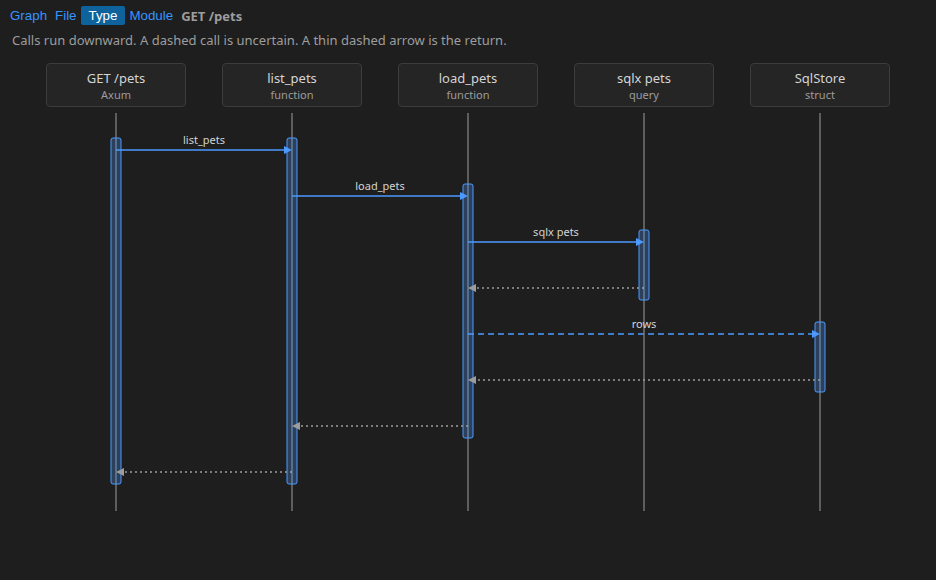 Graph File Type Module GET /pets
Calls run downward. A dashed call is uncertain. A thin dashed arrow is the return.
GET /pets list_pets load_pets sqlx pets SqlStore
Axum function function query struct
list_pets
load_pets
sqlx pets
rows